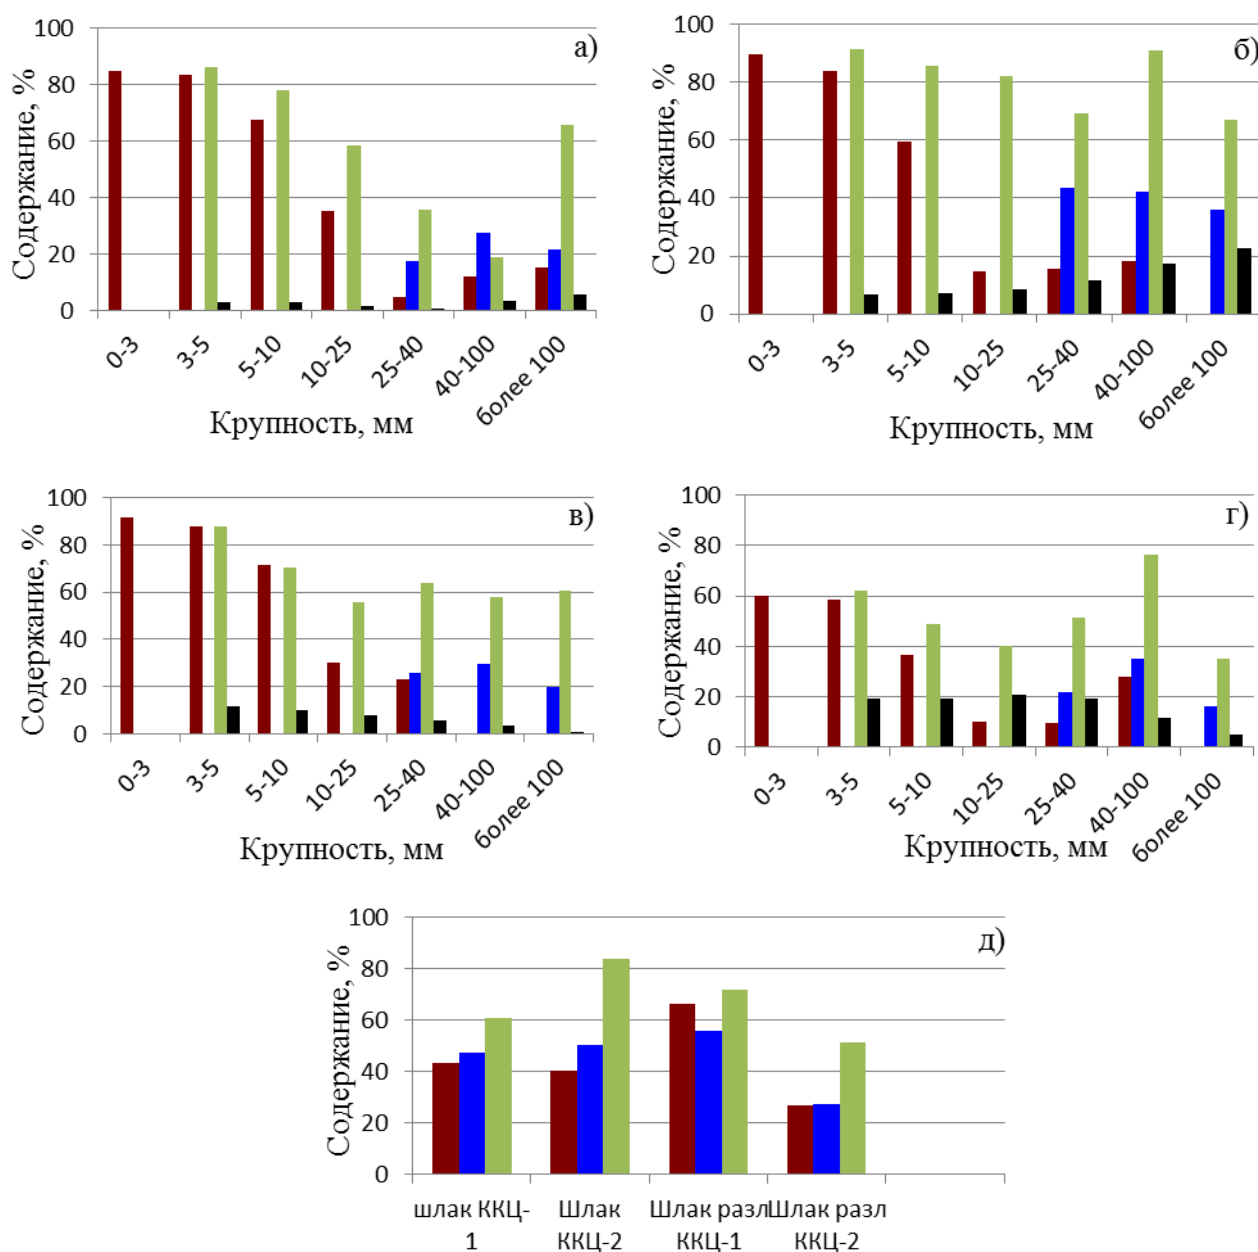 а)
Содержание, %
100
80
60
40
20
0
0-3
3-5
5-10
10-25
25-40
40-100
более 100
Крупность, мм
б)
Содержание, %
100
80
60
40
20
0
0-3
3-5
5-10
10-25
25-40
40-100
более 100
Крупность, мм
в)
Содержание, %
100
80
60
40
20
0
0-3
3-5
5-10
10-25
25-40
40-100
более 100
Крупность, мм
г)
Содержание, %
100
80
60
40
20
0
0-3
3-5
5-10
10-25
25-40
40-100
более 100
Крупность, мм
д)
Содержание, %
100
80
60
40
20
0
шлак ККЦ-
1
Шлак
ККЦ-2
Шлак разл
ККЦ-1
Шлак разл
ККЦ-2